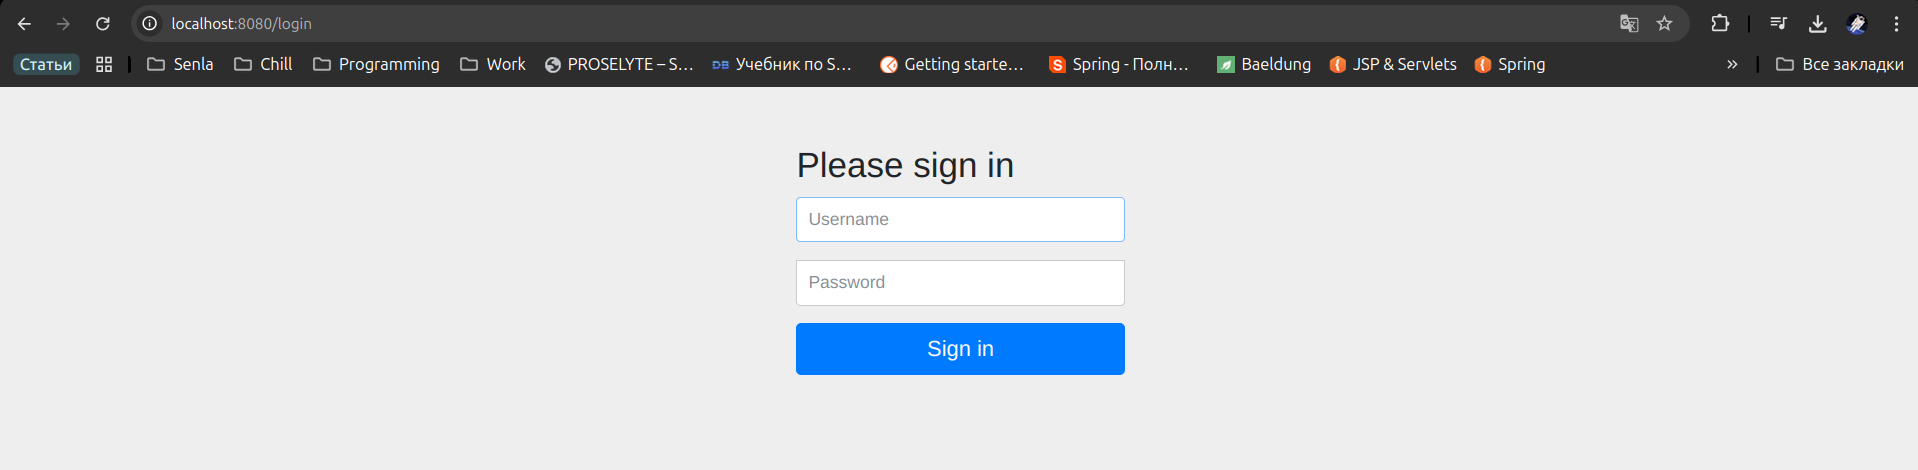 localhost:8080/login
Статьи Senla Chill Programming Work PROSELYTE – S... Учебник по S... Getting starte... Spring - Полн... Baeldung JSP & Servlets Spring » Все закладки
Please sign in
Username
Password
Sign in